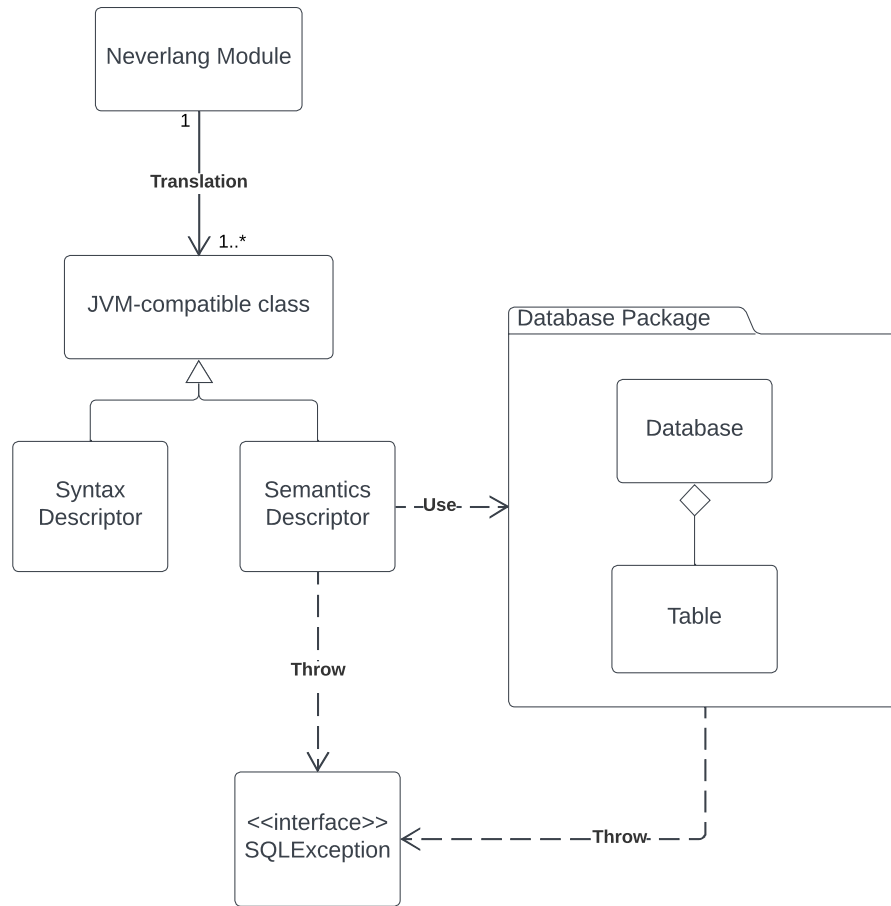 Neverlang Module
1
Translation
1..*
JVM-compatible class
Database Package
Database
Syntax
Descriptor
Semantics
Descriptor
Use
Table
Throw
<<interface>>
SQLException
Throw